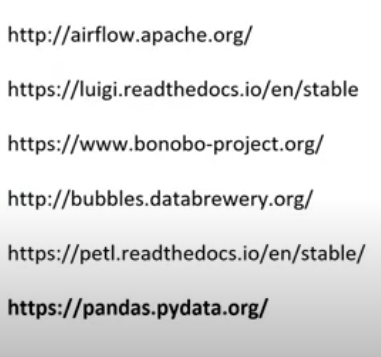 http://airflow.apache.org/
https://luigi.readthedocs.io/en/stable
https://www.bonobo-project.org/
http://bubbles.databrewery.org/
https://petl.readthedocs.io/en/stable/
https://pandas.pydata.org/